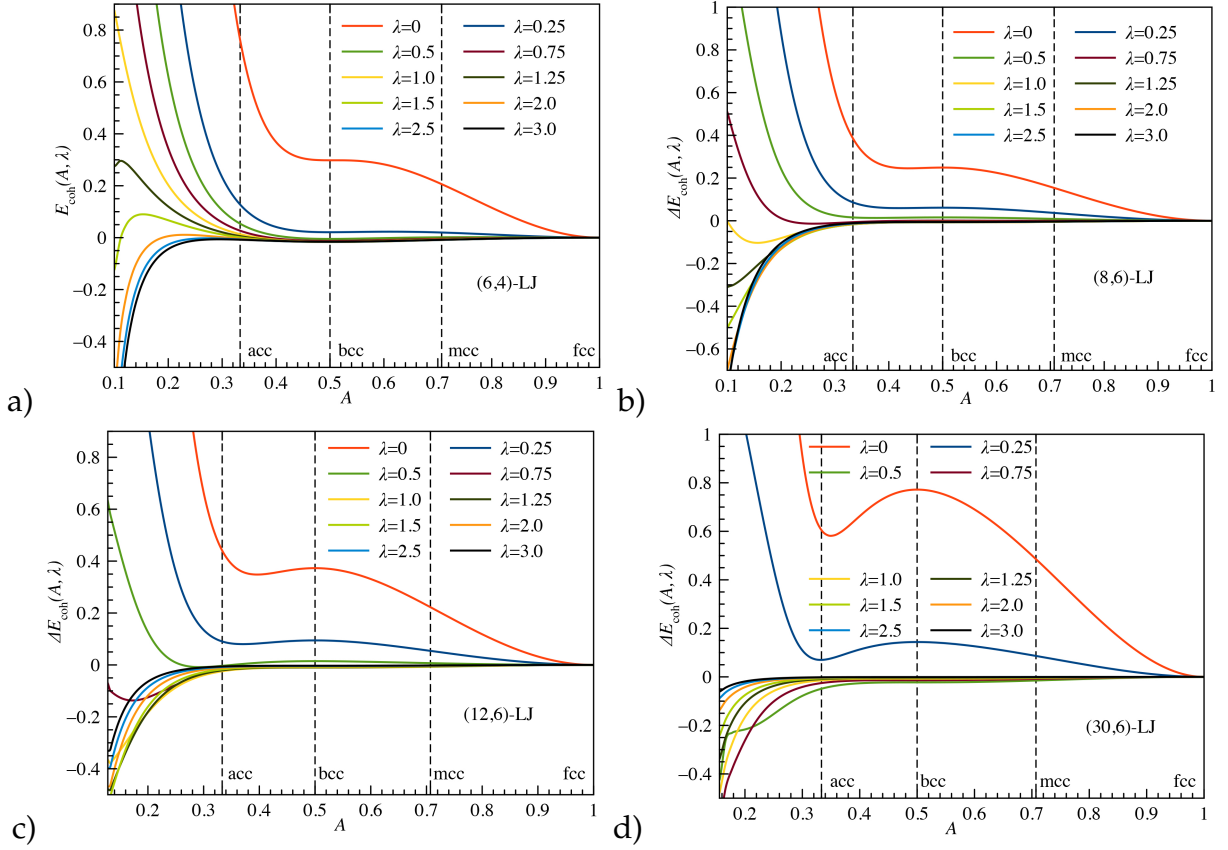 0.8
0.6
0.4
0.2
0
−0.2
−0.4
E_coh(A, λ)
λ=0
λ=0.25
λ=0.5
λ=0.75
λ=1.0
λ=1.25
λ=1.5
λ=2.0
λ=2.5
λ=3.0
(6,4)-LJ
acc
bcc
mcc
fcc
0.1 0.2 0.3 0.4 0.5 0.6 0.7 0.8 0.9 1
A
a)
1
0.8
0.6
0.4
0.2
0
−0.2
−0.4
−0.6
ΔE_coh(A, λ)
λ=0
λ=0.25
λ=0.5
λ=0.75
λ=1.0
λ=1.25
λ=1.5
λ=2.0
λ=2.5
λ=3.0
(8,6)-LJ
acc
bcc
mcc
fcc
0.1 0.2 0.3 0.4 0.5 0.6 0.7 0.8 0.9 1
A
b)
0.8
0.6
0.4
0.2
0
−0.2
−0.4
ΔE_coh(A, λ)
λ=0
λ=0.25
λ=0.5
λ=0.75
λ=1.0
λ=1.25
λ=1.5
λ=2.0
λ=2.5
λ=3.0
(12,6)-LJ
acc
bcc
mcc
fcc
0.2 0.3 0.4 0.5 0.6 0.7 0.8 0.9 1
A
c)
1
0.8
0.6
0.4
0.2
0
−0.2
−0.4
ΔE_coh(A, λ)
λ=0
λ=0.25
λ=0.5
λ=0.75
λ=1.0
λ=1.25
λ=1.5
λ=2.0
λ=2.5
λ=3.0
(30,6)-LJ
acc
bcc
mcc
fcc
0.2 0.3 0.4 0.5 0.6 0.7 0.8 0.9 1
A
d)